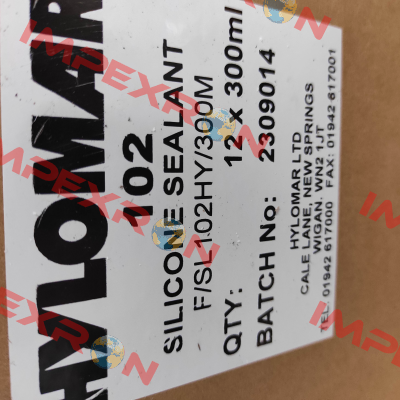 HYLOMAR
102
SILICONE SEALANT
F/SL102HY/300M
QTY: 12 x 300ml
BATCH No: 2309014
HYLOMAR LTD
CALE LANE, NEW SPRINGS
WIGAN. WN2 1JT
TEL: 01942 617000 FAX: 01942 617001
IMPEXRON
IMPEXRON
IMPEXRON